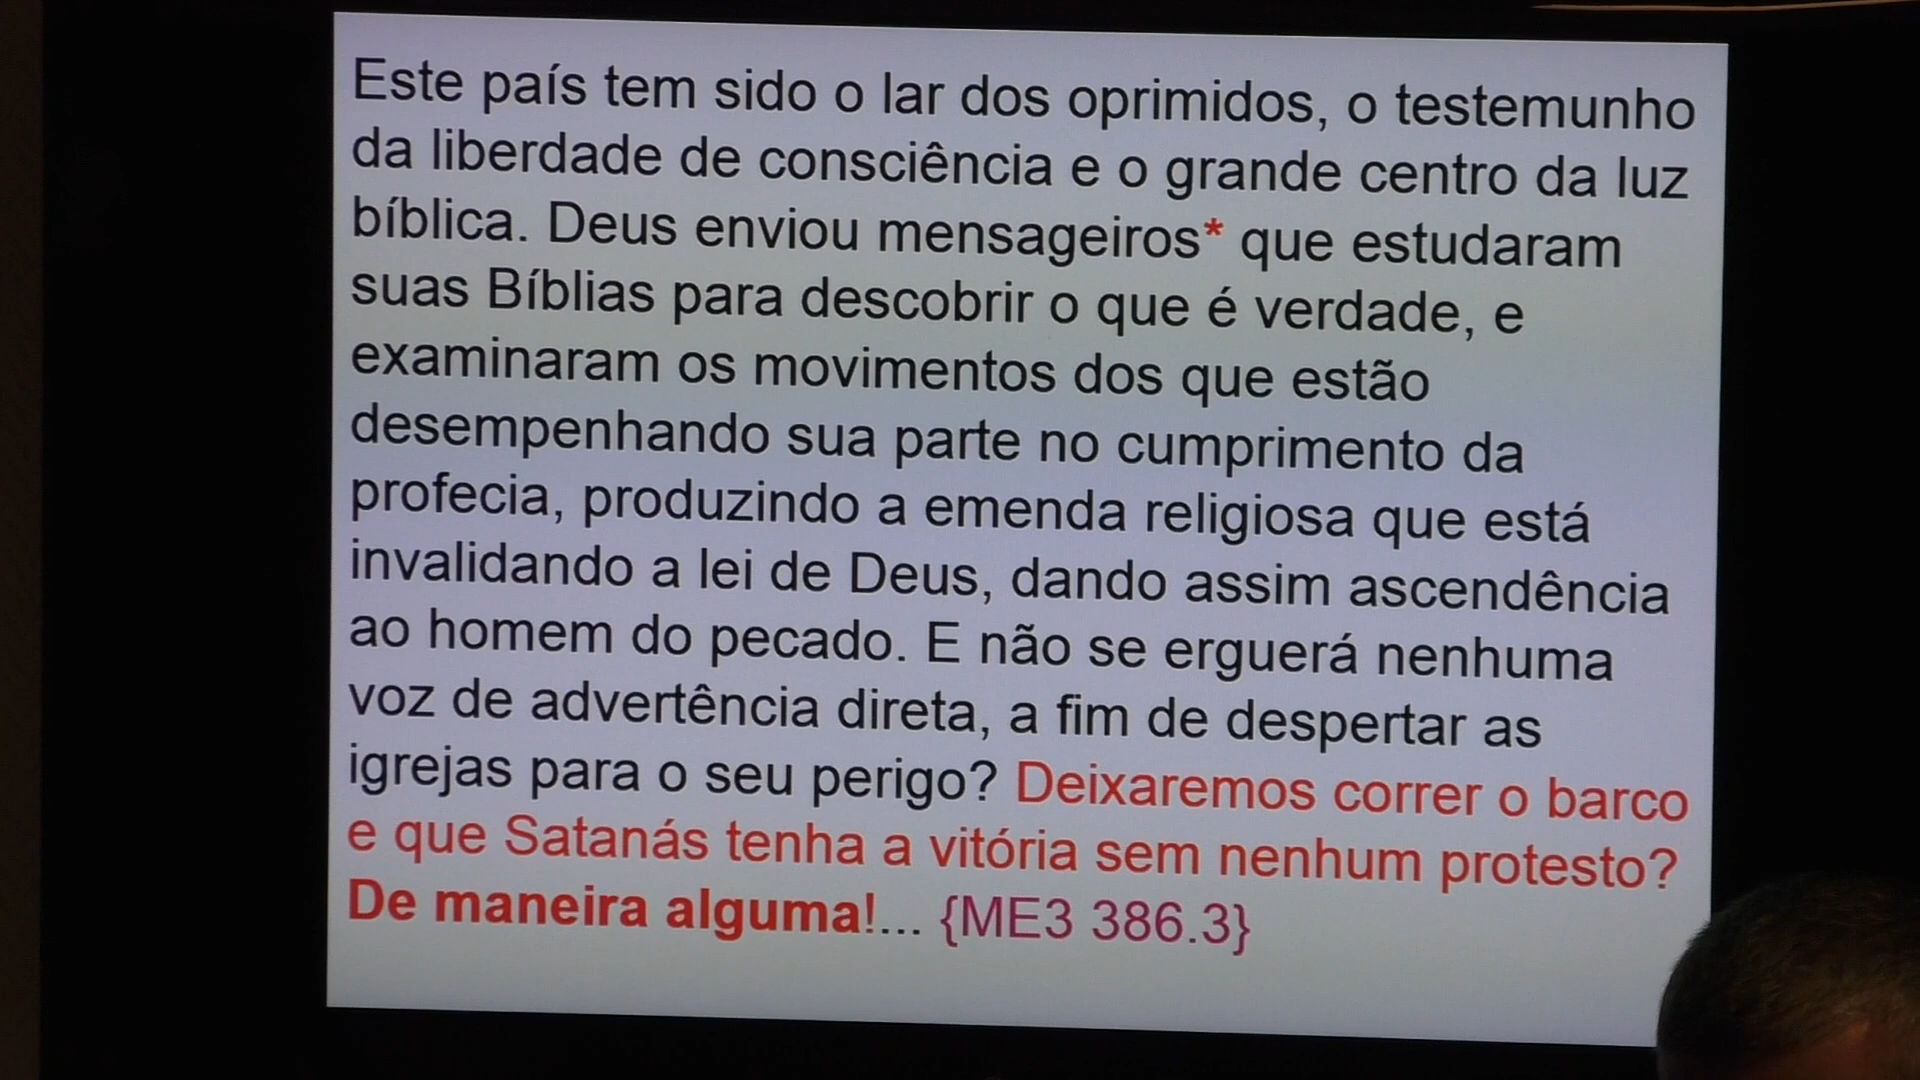 Este país tem sido o lar dos oprimidos, o testemunho
da liberdade de consciência e o grande centro da luz
bíblica. Deus enviou mensageiros* que estudaram
suas Bíblias para descobrir o que é verdade, e
examinaram os movimentos dos que estão
desempenhando sua parte no cumprimento da
profecia, produzindo a emenda religiosa que está
invalidando a lei de Deus, dando assim ascendência
ao homem do pecado. E não se erguerá nenhuma
voz de advertência direta, a fim de despertar as
igrejas para o seu perigo? Deixaremos correr o barco
e que Satanás tenha a vitória sem nenhum protesto?
De maneira alguma!... {ME3 386.3}